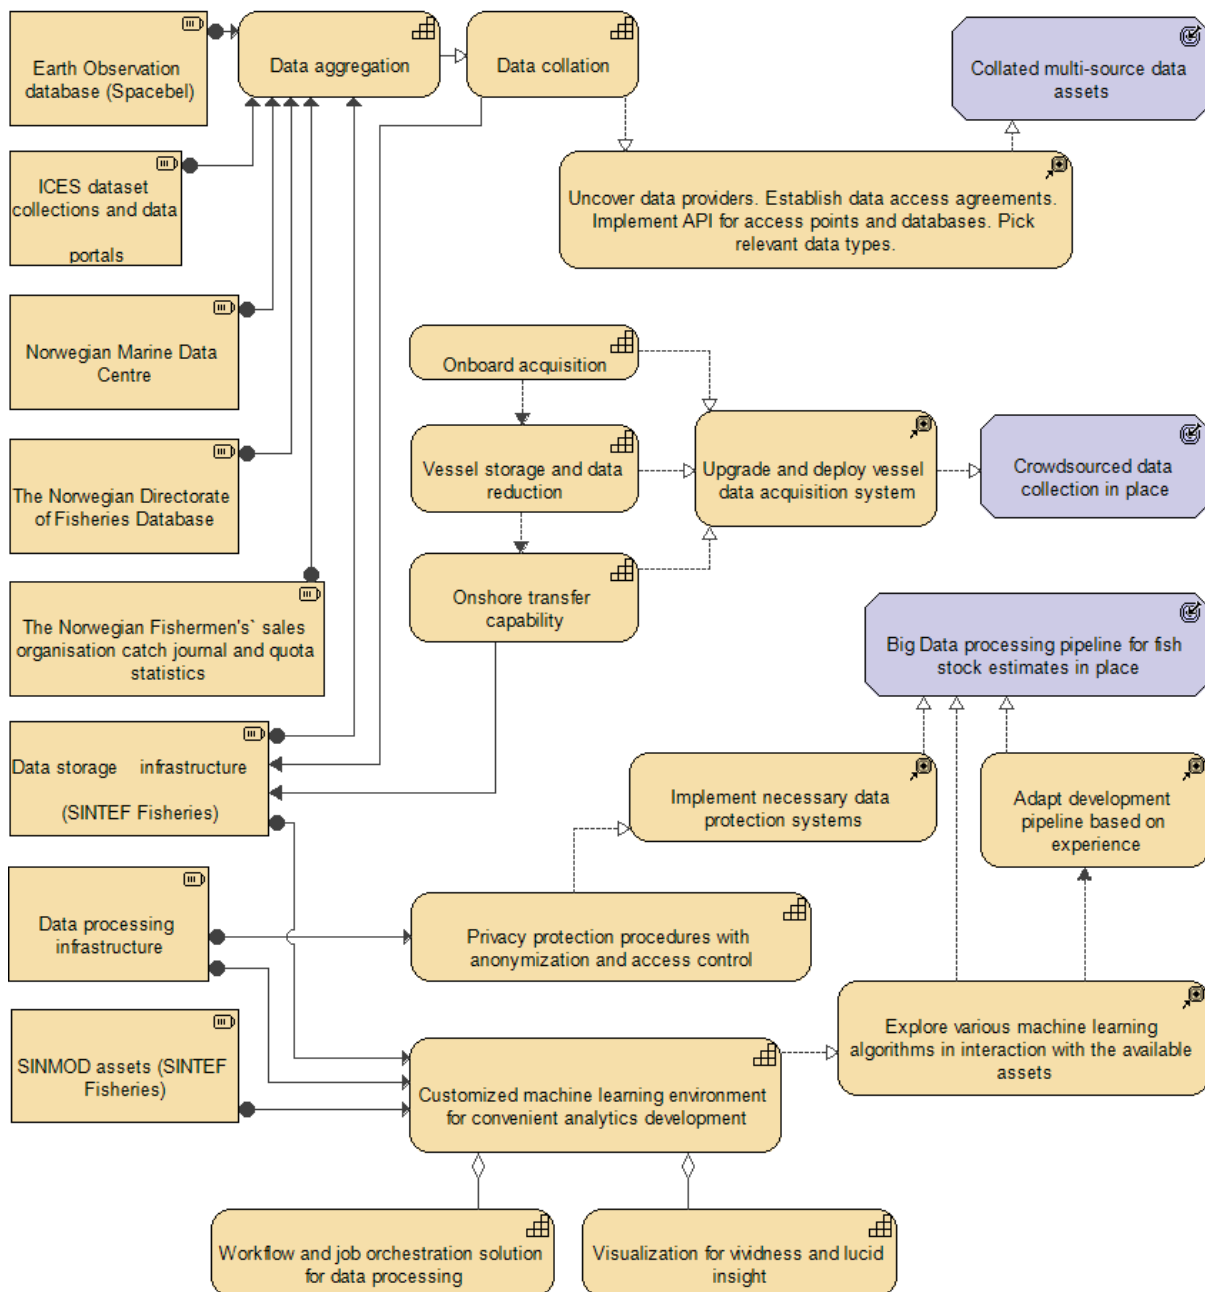 Earth Observation
database (Spacebel)
Data aggregation
Data collation
Collated multi-source data
assets
ICES dataset
collections and data
portals
Uncover data providers. Establish data access agreements.
Implement API for access points and databases. Pick
relevant data types.
Norwegian Marine Data
Centre
Onboard acquisition
The Norwegian Directorate
of Fisheries Database
Vessel storage and data
reduction
Upgrade and deploy vessel
data acquisition system
Crowdsourced data
collection in place
Onshore transfer
capability
The Norwegian Fishermen's` sales
organisation catch journal and quota
statistics
Big Data processing pipeline for fish
stock estimates in place
Data storage infrastructure
(SINTEF Fisheries)
Implement necessary data
protection systems
Adapt development
pipeline based on
experience
Data processing
infrastructure
Privacy protection procedures with
anonymization and access control
SINMOD assets (SINTEF
Fisheries)
Customized machine learning environment
for convenient analytics development
Explore various machine learning
algorithms in interaction with the available
assets
Workflow and job orchestration solution
for data processing
Visualization for vividness and lucid
insight